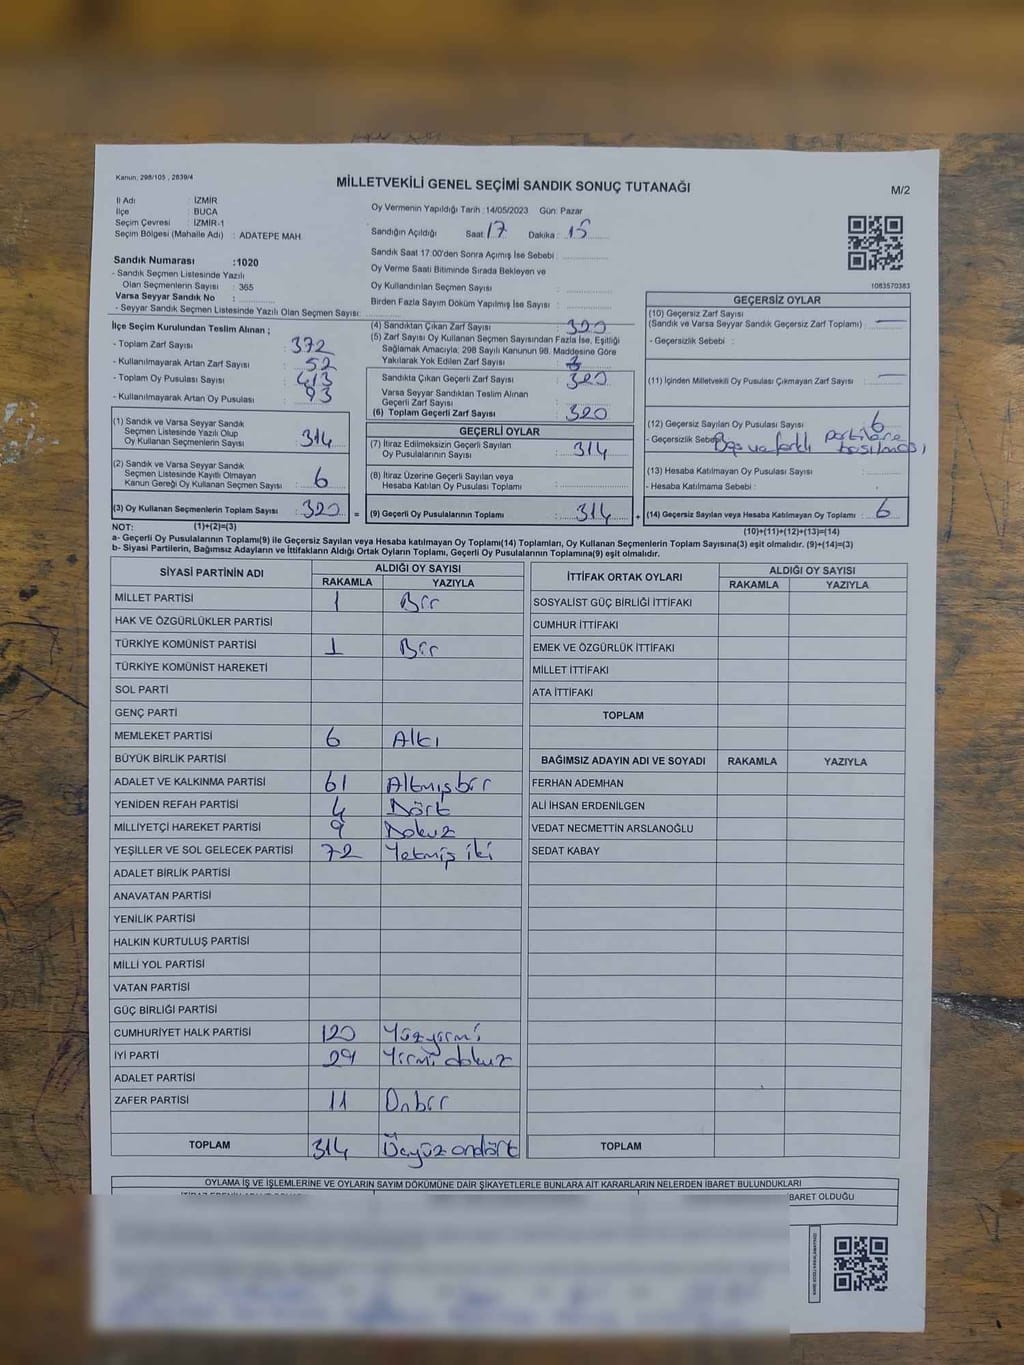 Kanun, 298/105 , 2839/4
MİLLETVEKİLİ GENEL SEÇİMİ SANDIK SONUÇ TUTANAĞI
M/2
İl Adı : İZMİR
İlçe : BUCA
Seçim Çevresi : İZMİR-1
Seçim Bölgesi (Mahalle Adı) : ADATEPE MAH.
Oy Vermenin Yapıldığı Tarih :14/05/2023 Gün: Pazar
Sandığın Açıldığı Saat: 17 Dakika: 15
Sandık Saat 17:00'den Sonra Açımış İse Sebebi :
Oy Verme Saati Bitiminde Sırada Bekleyen ve
Oy Kullandırılan Seçmen Sayısı :
Birden Fazla Sayım Döküm Yapılmış İse Sayısı :
1083570383
Sandık Numarası :1020
- Sandık Seçmen Listesinde Yazılı
Olan Seçmenlerin Sayısı : 365
Varsa Seyyar Sandık No :
- Seyyar Sandık Seçmen Listesinde Yazılı Olan Seçmen Sayısı:
İlçe Seçim Kurulundan Teslim Alınan ;
- Toplam Zarf Sayısı : 372
- Kullanılmayarak Artan Zarf Sayısı : 52
- Toplam Oy Pusulası Sayısı : 413
- Kullanılmayarak Artan Oy Pusulası : 93
(1) Sandık ve Varsa Seyyar Sandık
Seçmen Listesinde Yazılı Olup
Oy Kullanan Seçmenlerin Sayısı : 314
(2) Sandık ve Varsa Seyyar Sandık
Seçmen Listesinde Kayıtlı Olmayan
Kanun Gereği Oy Kullanan Seçmen Sayısı : 6
(3) Oy Kullanan Seçmenlerin Toplam Sayısı : 320 =
(4) Sandıktan Çıkan Zarf Sayısı : 320
(5) Zarf Sayısı Oy Kullanan Seçmen Sayısından Fazla İse, Eşitliği
Sağlamak Amacıyla; 298 Sayılı Kanunun 98. Maddesine Göre
Yakılarak Yok Edilen Zarf Sayısı :
Sandıkta Çıkan Geçerli Zarf Sayısı : 320
Varsa Seyyar Sandıktan Teslim Alınan
Geçerli Zarf Sayısı :
(6) Toplam Geçerli Zarf Sayısı : 320
GEÇERLİ OYLAR
(7) İtiraz Edilmeksizin Geçerli Sayılan
Oy Pusulalarının Sayısı : 314
(8) İtiraz Üzerine Geçerli Sayılan veya
Hesaba Katılan Oy Pusulası Toplamı :
(9) Geçerli Oy Pusulalarının Toplamı : 314 +
GEÇERSİZ OYLAR
(10) Geçersiz Zarf Sayısı
(Sandık ve Varsa Seyyar Sandık Geçersiz Zarf Toplamı) : —
- Geçersizlik Sebebi :
(11) İçinden Milletvekili Oy Pusulası Çıkmayan Zarf Sayısı : —
(12) Geçersiz Sayılan Oy Pusulası Sayısı : 6
- Geçersizlik Sebebi: Boş ve farklı partilere basılması
(13) Hesaba Katılmayan Oy Pusulası Sayısı :
- Hesaba Katılmama Sebebi :
(14) Geçersiz Sayılan veya Hesaba Katılmayan Oy Pusulası Toplamı : 6
NOT: (1)+(2)=(3)
(10)+(11)+(12)+(13)=(14)
a- Geçerli Oy Pusulasının Toplamı(9) ile Geçersiz Sayılan veya Hesaba katılmayan Oy Toplamı(14) Toplamları, Oy Kullanan Seçmenlerin Toplam Sayısına(3) eşit olmalıdır. (9)+(14)=(3)
b- Siyasi Partilerin, Bağımsız Adayların ve İttifakların Aldığı Ortak Oyların Toplamı, Geçerli Oy Pusulalarının Toplamına(9) eşit olmalıdır.
SİYASİ PARTİNİN ADI ALDIĞI OY SAYISI
RAKAMLA YAZIYLA
MİLLET PARTİSİ 1 Bir
HAK VE ÖZGÜRLÜKLER PARTİSİ
TÜRKİYE KOMÜNİST PARTİSİ 1 Bir
TÜRKİYE KOMÜNİST HAREKETİ
SOL PARTİ
GENÇ PARTİ
MEMLEKET PARTİSİ 6 Altı
BÜYÜK BİRLİK PARTİSİ
ADALET VE KALKINMA PARTİSİ 61 Altmışbir
YENİDEN REFAH PARTİSİ 4 Dört
MİLLİYETÇİ HAREKET PARTİSİ 9 Dokuz
YEŞİLLER VE SOL GELECEK PARTİSİ 72 Yetmiş iki
ADALET BİRLİK PARTİSİ
ANAVATAN PARTİSİ
YENİLİK PARTİSİ
HALKIN KURTULUŞ PARTİSİ
MİLLİ YOL PARTİSİ
VATAN PARTİSİ
GÜÇ BİRLİĞİ PARTİSİ
CUMHURİYET HALK PARTİSİ 120 Yüzyirmi
İYİ PARTİ 29 Yirmi dokuz
ADALET PARTİSİ
ZAFER PARTİSİ 11 Onbir
TOPLAM 314 Üçyüz ondört
İTTİFAK ORTAK OYLARI ALDIĞI OY SAYISI
RAKAMLA YAZIYLA
SOSYALİST GÜÇ BİRLİĞİ İTTİFAKI
CUMHUR İTTİFAKI
EMEK VE ÖZGÜRLÜK İTTİFAKI
MİLLET İTTİFAKI
ATA İTTİFAKI
TOPLAM
BAĞIMSIZ ADAYIN ADI VE SOYADI RAKAMLA YAZIYLA
FERHAN ADEMHAN
ALİ İHSAN ERDENİLGEN
VEDAT NECMETTİN ARSLANOĞLU
SEDAT KABAY
TOPLAM
OYLAMA İŞ VE İŞLEMLERİNE VE OYLARIN SAYIM DÖKÜMÜNE DAİR ŞİKAYETLERLE BUNLARA AİT KARARLARIN NELERDEN İBARET BULUNDUKLARI
İBARET OLDUĞU